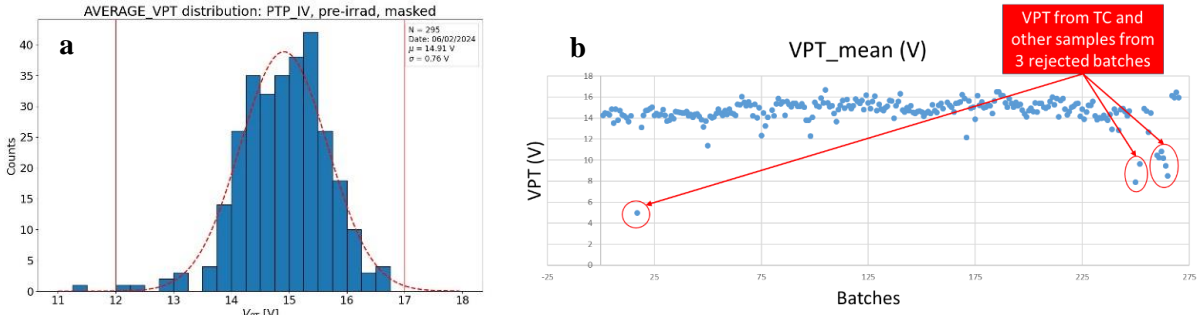 AVERAGE_VPT distribution: PTP_IV, pre-irrad, masked
a
N = 295
Date: 06/02/2024
μ = 14.91 V
σ = 0.76 V
40
35
30
25
20
15
10
5
0
Counts
11 12 13 14 15 16 17 18
V_PT [V]
b
VPT_mean (V)
VPT from TC and
other samples from
3 rejected batches
18
16
14
12
10
8
6
4
2
0
VPT (V)
-25 25 75 125 175 225 275
Batches